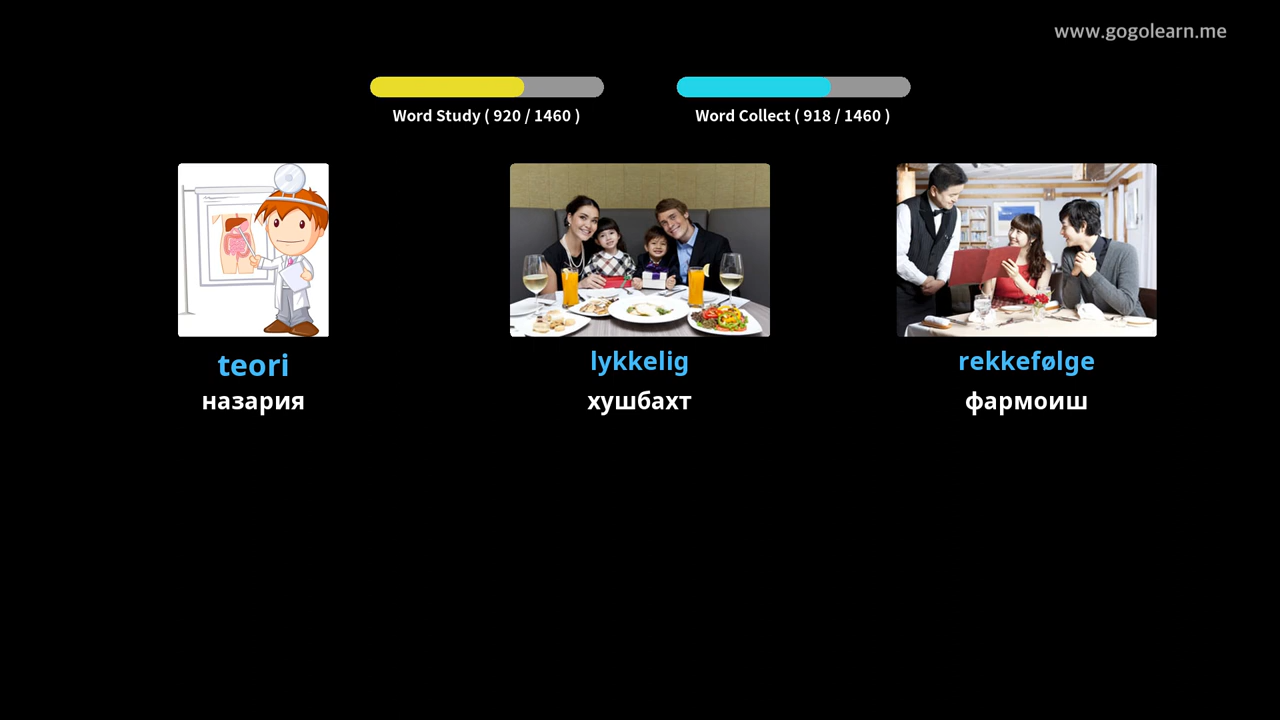 www.gogolearn.me
Word Study ( 920 / 1460 )
Word Collect ( 918 / 1460 )
teori
lykkelig
rekkefølge
назария
хушбахт
фармоиш